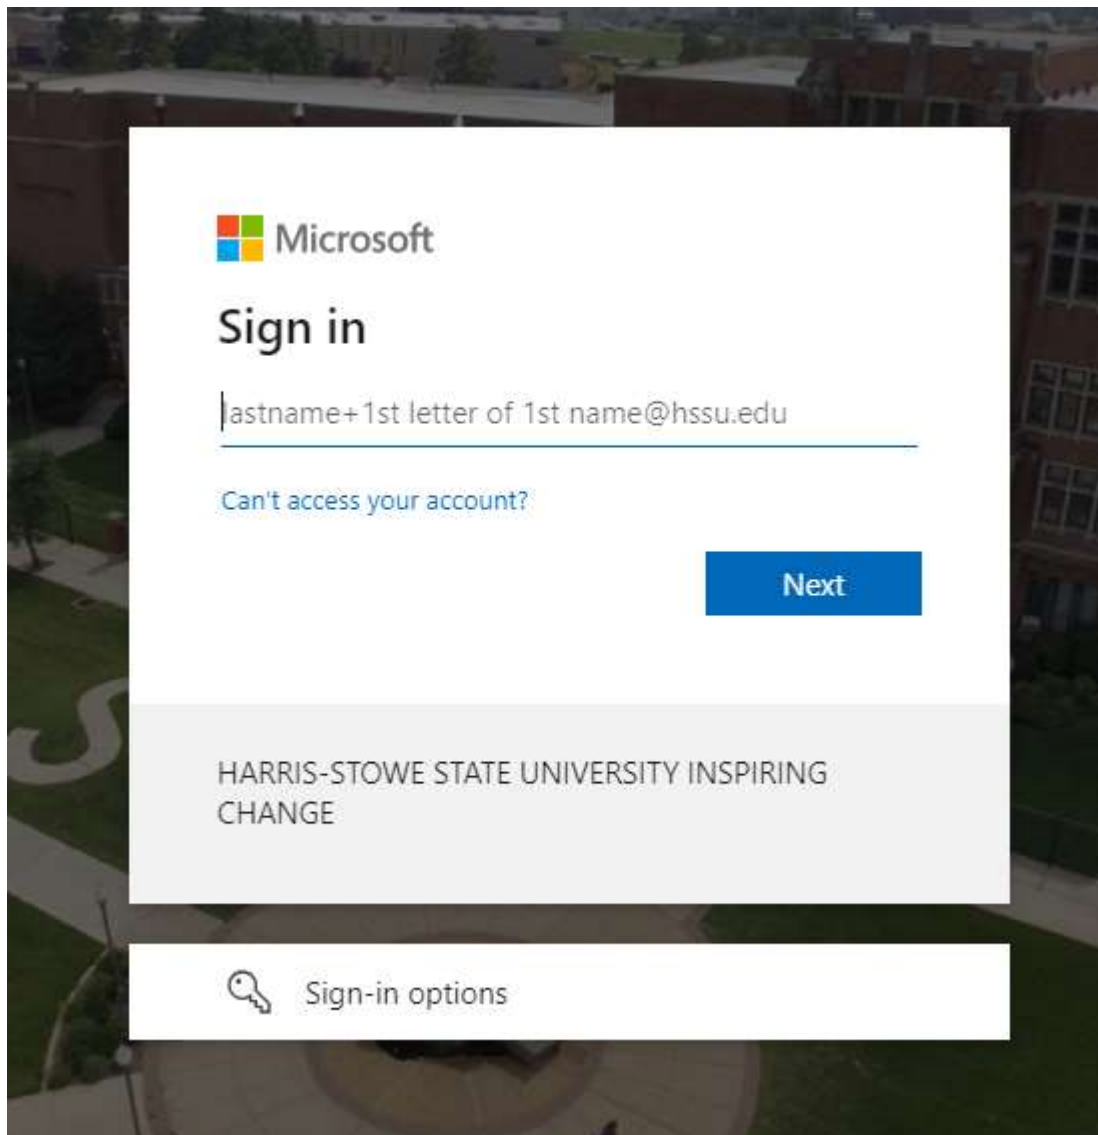 Microsoft
Sign in
lastname+1st letter of 1st name@hssu.edu
Can't access your account?
Next
HARRIS-STOWE STATE UNIVERSITY INSPIRING
CHANGE
Sign-in options